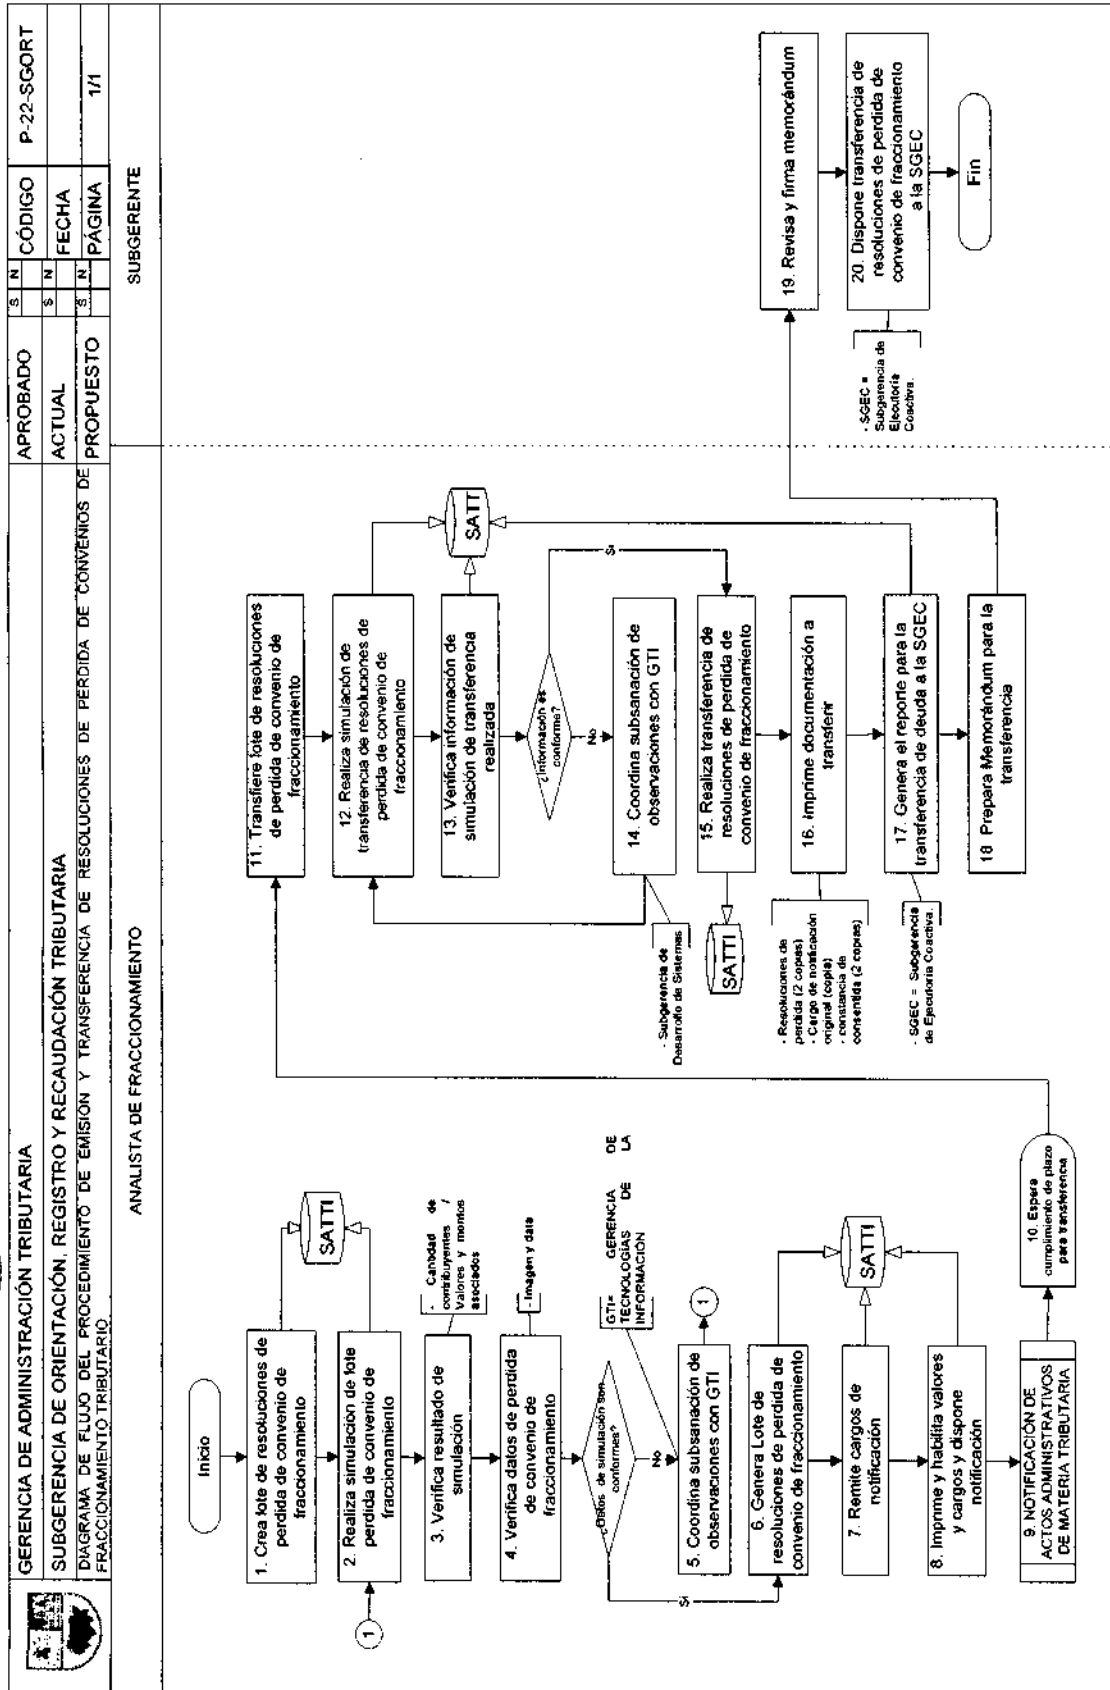 GERENCIA DE ADMINISTRACIÓN TRIBUTARIA
SUBGERENCIA DE ORIENTACIÓN, REGISTRO Y RECAUDACIÓN TRIBUTARIA
DIAGRAMA DE FLUJO DEL PROCEDIMIENTO DE EMISIÓN Y TRANSFERENCIA DE RESOLUCIONES DE PERDIDA DE CONVENIOS DE
FRACCIONAMIENTO TRIBUTARIO
APROBADO
S N
CÓDIGO
P-22-SGORT
ACTUAL
S N
FECHA
PROPUESTO
S N
PÁGINA
1/1
ANALISTA DE FRACCIONAMIENTO
SUBGERENTE
Inicio
1. Crea lote de resoluciones de
perdida de convenio de
fraccionamiento
SATTI
1
2. Realiza simulación de lote
perdida de convenio de
fraccionamiento
3. Verifica resultado de
simulación
- Cantidad de
contribuyentes /
Valores y montos
asociados
4. Verifica datos de perdida
de convenio de
fraccionamiento
- Imagen y data
¿Datos de simulación son
conformes?
No
Si
GTI= GERENCIA DE
TECNOLOGÍAS DE LA
INFORMACIÓN
5. Coordina subsanación de
observaciones con GTI
1
6. Genera Lote de
resoluciones de perdida de
convenio de fraccionamiento
7. Remite cargos de
notificación
SATTI
8. Imprime y habilita valores
y cargos y dispone
notificación
9. NOTIFICACIÓN DE
ACTOS ADMINISTRATIVOS
DE MATERIA TRIBUTARIA
10. Espera
cumplimiento de plazo
para transferencia
11. Transfiere lote de resoluciones
de perdida de convenio de
fraccionamiento
12. Realiza simulación de
transferencia de resoluciones de
perdida de convenio de
fraccionamiento
13. Verifica información de
simulación de transferencia
realizada
SATTI
¿Información es
conforme?
No
Si
14. Coordina subsanación de
observaciones con GTI
- Subgerencia de
Desarrollo de Sistemas
15. Realiza transferencia de
resoluciones de perdida de
convenio de fraccionamiento
SATTI
16. Imprime documentación a
transferir
- Resoluciones de
perdida (2 copias)
- Cargo de notificación
original (copia)
- constancia de
consentida (2 copias)
17. Genera el reporte para la
transferencia de deuda a la SGEC
- SGEC = Subgerencia
de Ejecutoría Coactiva.
18 Prepara Memorándum para la
transferencia
19. Revisa y firma memorándum
20. Dispone transferencia de
resoluciones de perdida de
convenio de fraccionamiento
a la SGEC
- SGEC =
Subgerencia de
Ejecutoría
Coactiva.
Fin